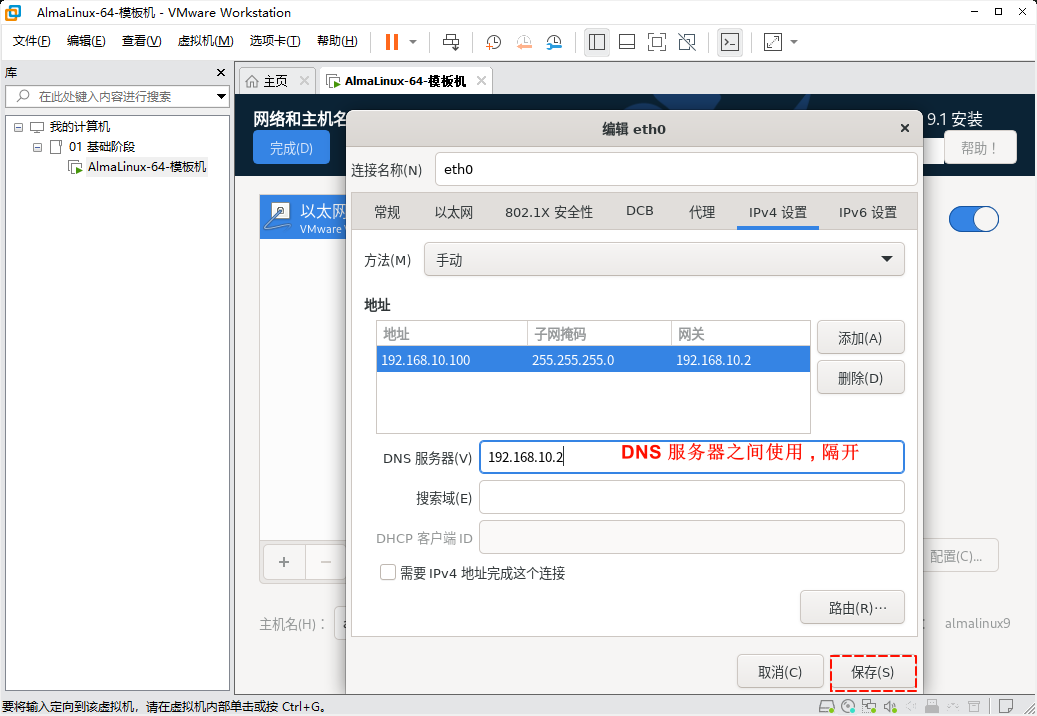 AlmaLinux-64-模板机 - VMware Workstation
文件(F) 编辑(E) 查看(V) 虚拟机(M) 选项卡(T) 帮助(H)
库
在此处键入内容进行搜索
我的计算机
01 基础阶段
AlmaLinux-64-模板机
主页 AlmaLinux-64-模板机
网络和主机名
9.1 安装
完成(D)
帮助！
以太网
VMware
编辑 eth0
连接名称(N) eth0
常规 以太网 802.1X 安全性 DCB 代理 IPv4 设置 IPv6 设置
方法(M) 手动
地址
地址 子网掩码 网关
192.168.10.100 255.255.255.0 192.168.10.2
添加(A)
删除(D)
DNS 服务器(V) 192.168.10.2 DNS 服务器之间使用 , 隔开
搜索域(E)
DHCP 客户端 ID
需要 IPv4 地址完成这个连接
路由(R)…
取消(C) 保存(S)
配置(C)...
主机名(H)： a
almalinux9
要将输入定向到该虚拟机，请在虚拟机内部单击或按 Ctrl+G。